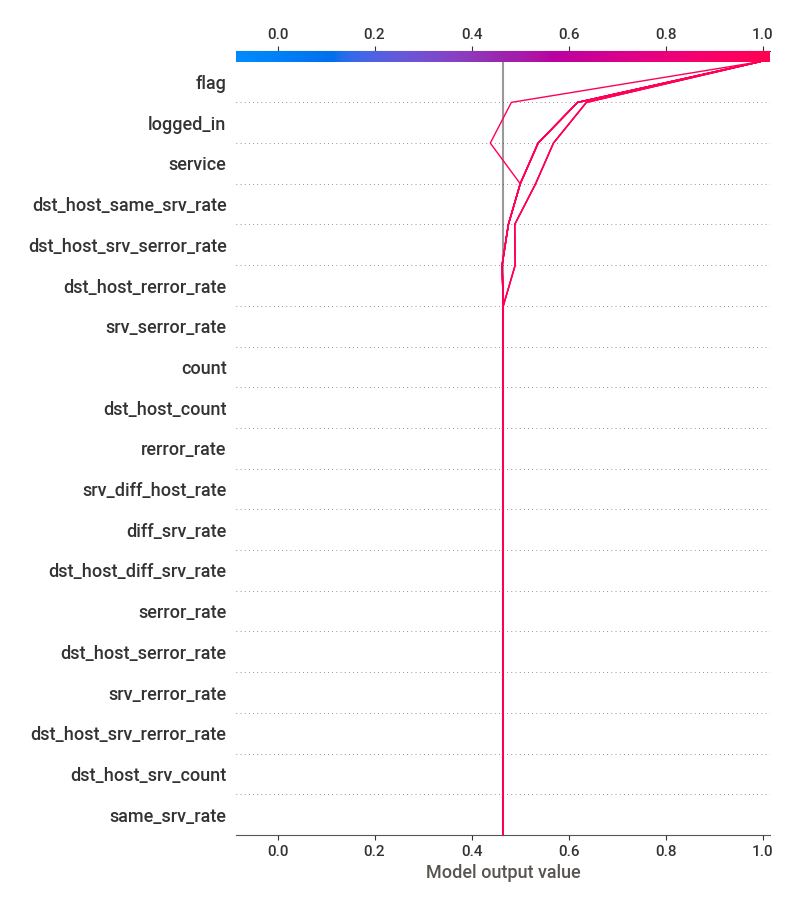 0.0 0.2 0.4 0.6 0.8 1.0
flag
logged_in
service
dst_host_same_srv_rate
dst_host_srv_serror_rate
dst_host_rerror_rate
srv_serror_rate
count
dst_host_count
rerror_rate
srv_diff_host_rate
diff_srv_rate
dst_host_diff_srv_rate
serror_rate
dst_host_serror_rate
srv_rerror_rate
dst_host_srv_rerror_rate
dst_host_srv_count
same_srv_rate
0.0 0.2 0.4 0.6 0.8 1.0
Model output value